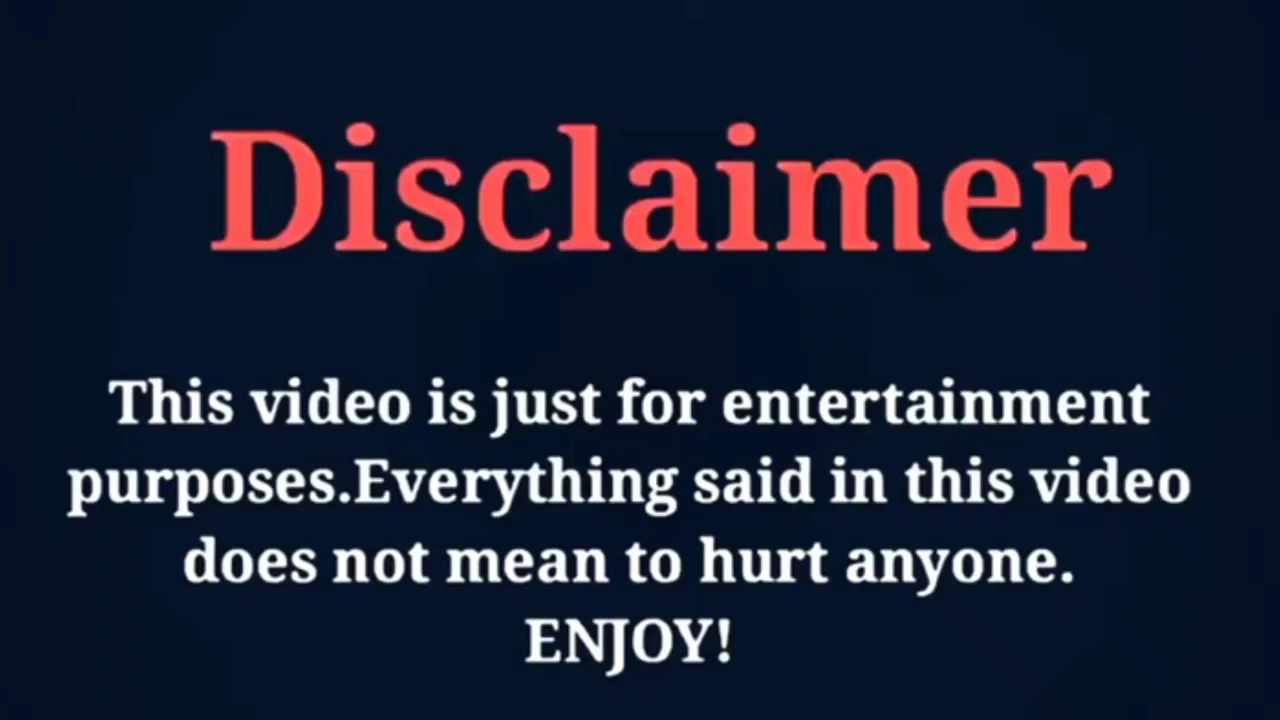 Disclaimer
This video is just for entertainment
purposes.Everything said in this video
does not mean to hurt anyone.
ENJOY!